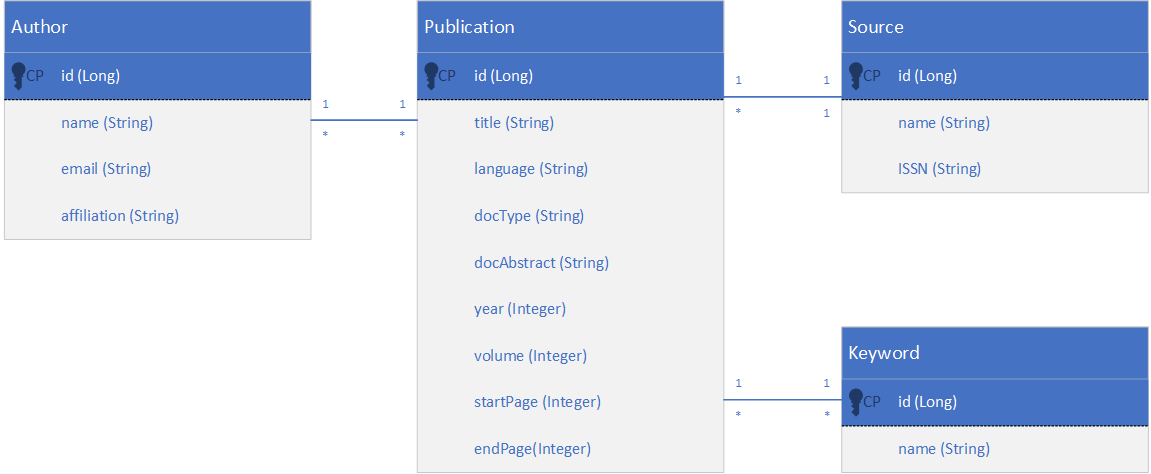 Author
CP id (Long)
name (String)
email (String)
affiliation (String)
1 1
* *
Publication
CP id (Long)
title (String)
language (String)
docType (String)
docAbstract (String)
year (Integer)
volume (Integer)
startPage (Integer)
endPage(Integer)
1 1
* 1
Source
CP id (Long)
name (String)
ISSN (String)
1 1
* *
Keyword
CP id (Long)
name (String)